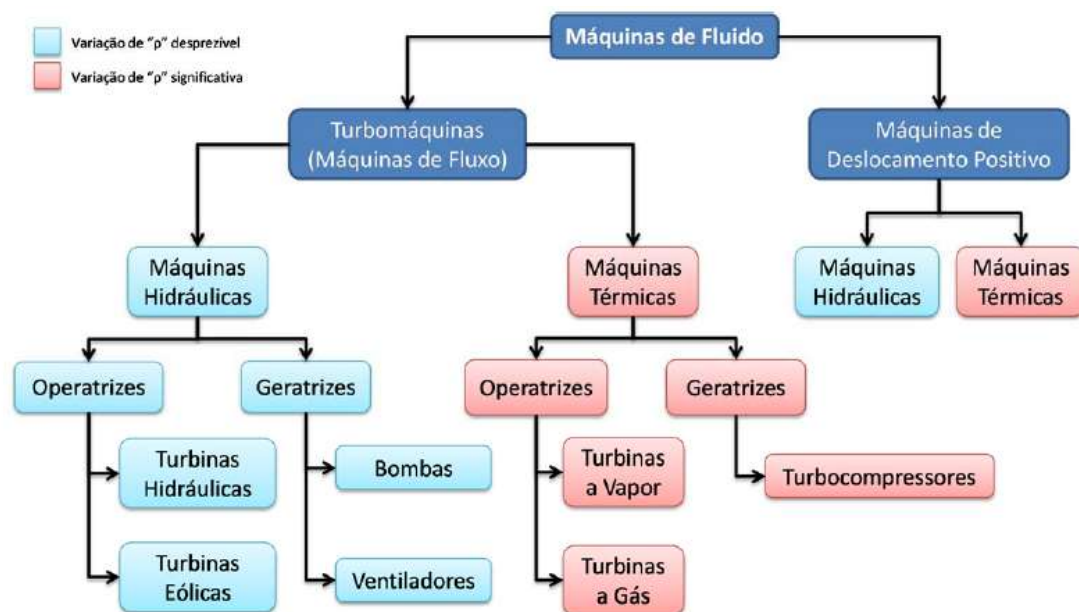 Variação de "ρ" desprezível
Variação de "ρ" significativa
Máquinas de Fluido
Turbomáquinas
(Máquinas de Fluxo)
Máquinas de
Deslocamento Positivo
Máquinas
Hidráulicas
Máquinas
Térmicas
Máquinas
Hidráulicas
Máquinas
Térmicas
Operatrizes
Geratrizes
Operatrizes
Geratrizes
Turbinas
Hidráulicas
Bombas
Turbinas
a Vapor
Turbocompressores
Turbinas
Eólicas
Ventiladores
Turbinas
a Gás